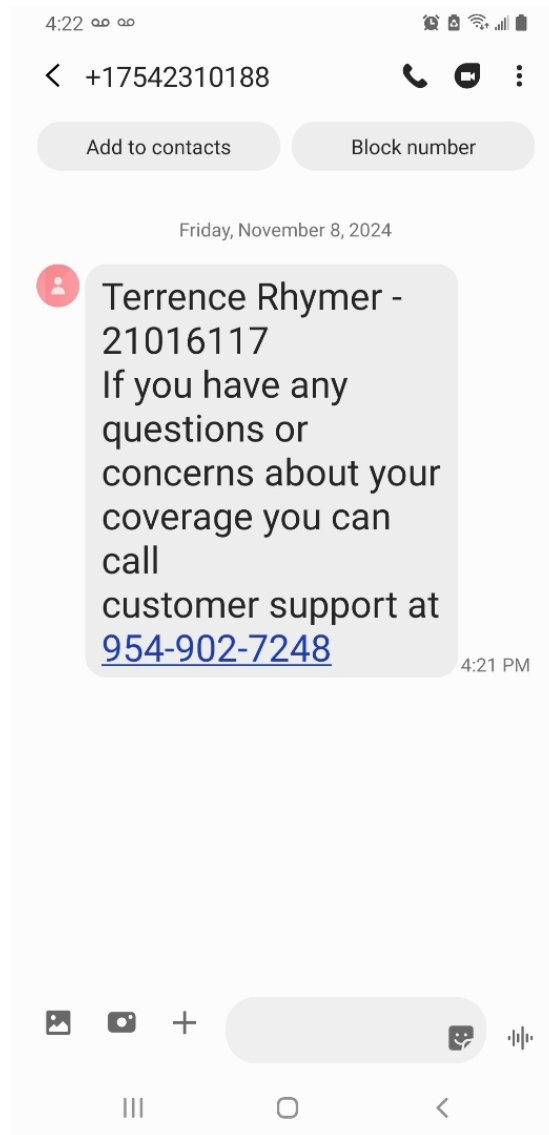 4:22
+17542310188
Add to contacts
Block number
Friday, November 8, 2024
Terrence Rhymer -
21016117
If you have any
questions or
concerns about your
coverage you can
call
customer support at
954-902-7248
4:21 PM